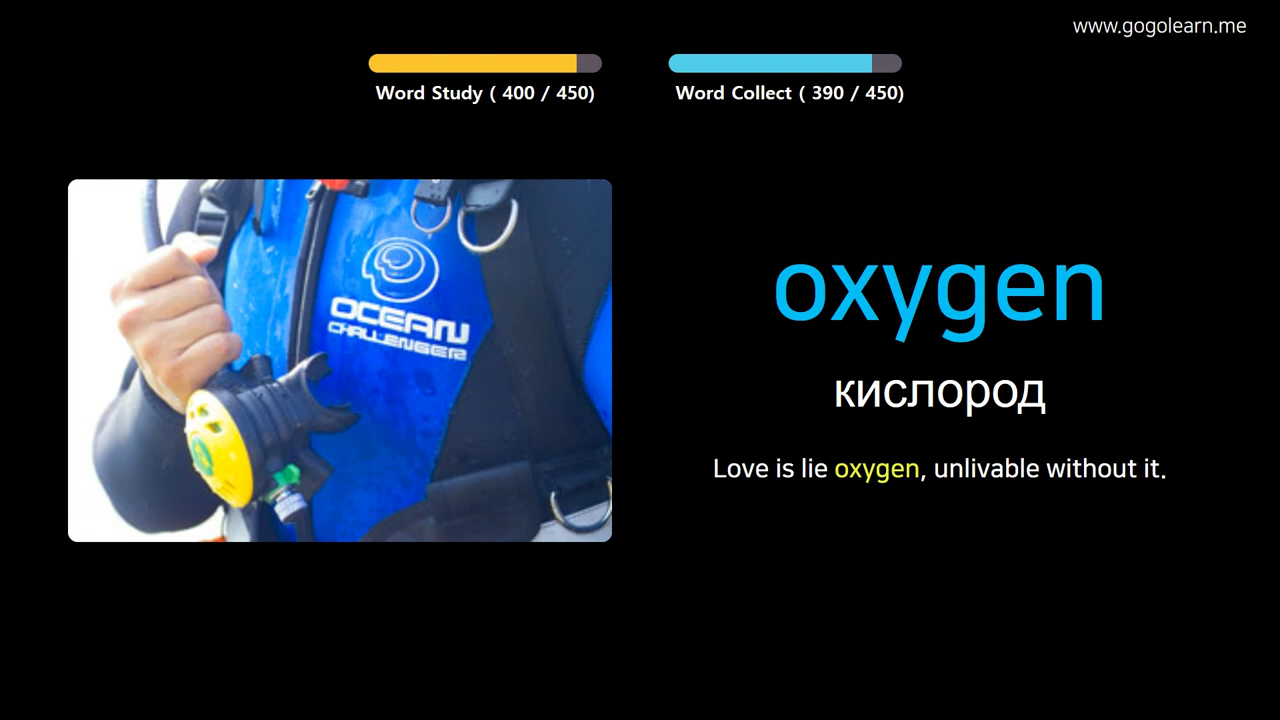 www.gogolearn.me
Word Study ( 400 / 450)
Word Collect ( 390 / 450)
OCEAN
CHALLENGER
oxygen
кислород
Love is lie oxygen, unlivable without it.